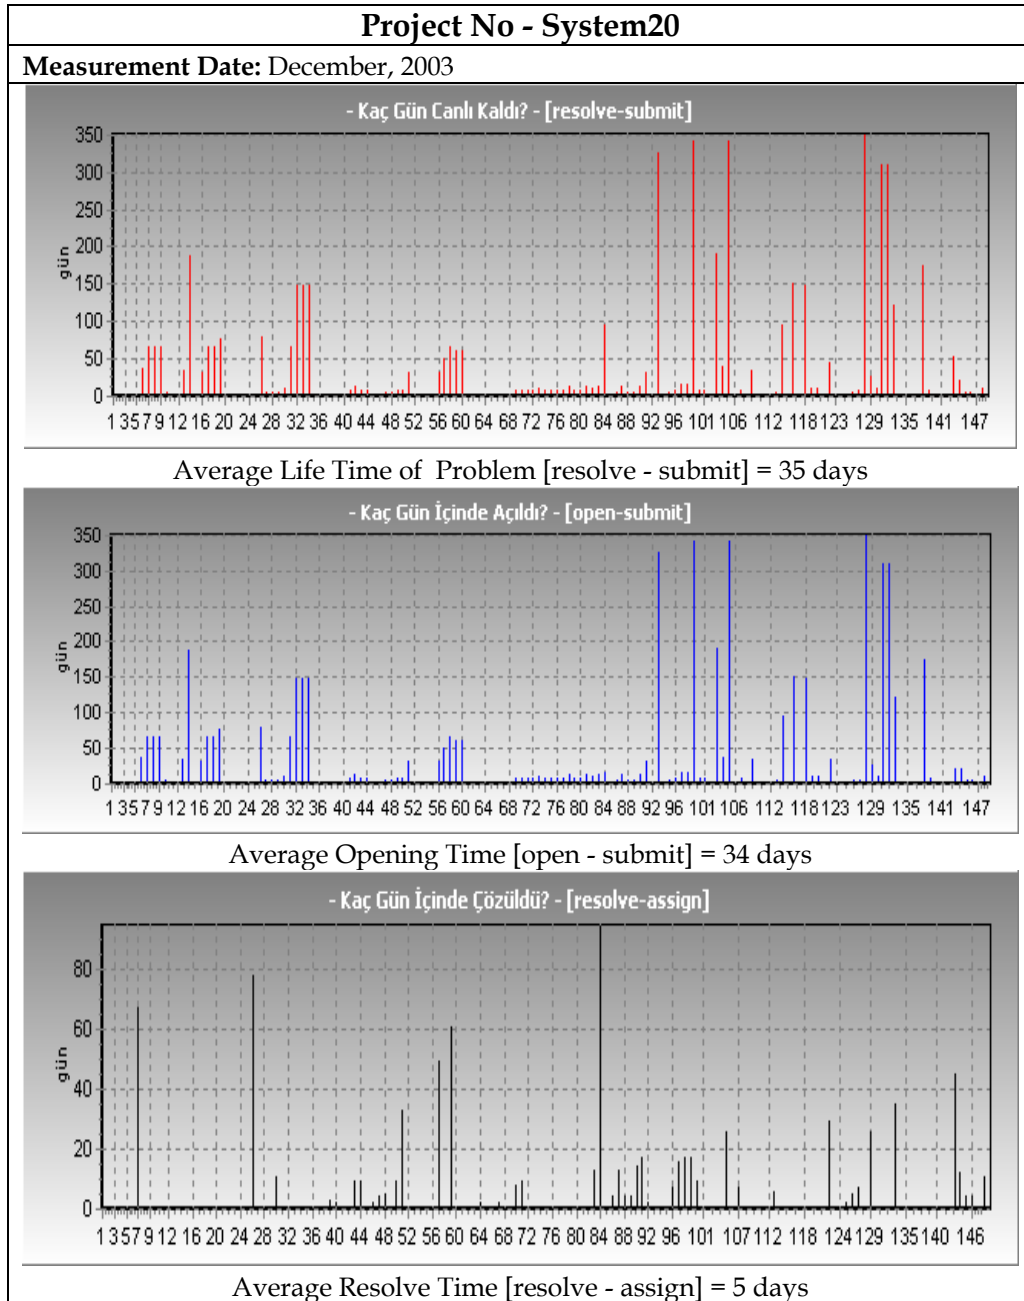 Project No - System20
Measurement Date: December, 2003
- Kaç Gün Canlı Kaldı? - [resolve-submit]
350
300
250
200
150
100
50
0
gün
1 3 5 7 9 12 16 20 24 28 32 36 40 44 48 52 56 60 64 68 72 76 80 84 88 92 96 101 106 112 118 123 129 135 141 147
Average Life Time of Problem [resolve - submit] = 35 days
- Kaç Gün İçinde Açıldı? - [open-submit]
350
300
250
200
150
100
50
0
gün
1 3 5 7 9 12 16 20 24 28 32 36 40 44 48 52 56 60 64 68 72 76 80 84 88 92 96 101 106 112 118 123 129 135 141 147
Average Opening Time [open - submit] = 34 days
- Kaç Gün İçinde Çözüldü? - [resolve-assign]
80
60
40
20
0
gün
1 3 5 7 9 12 16 20 24 28 32 36 40 44 48 52 56 60 64 68 72 76 80 84 88 92 96 101 107 112 118 124 129 135 140 146
Average Resolve Time [resolve - assign] = 5 days